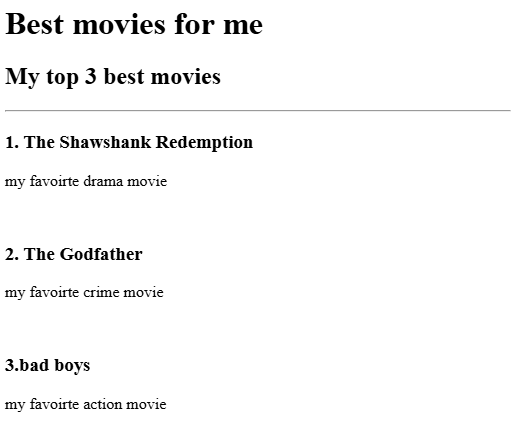 Best movies for me
My top 3 best movies
1. The Shawshank Redemption
my favoirte drama movie
2. The Godfather
my favoirte crime movie
3.bad boys
my favoirte action movie